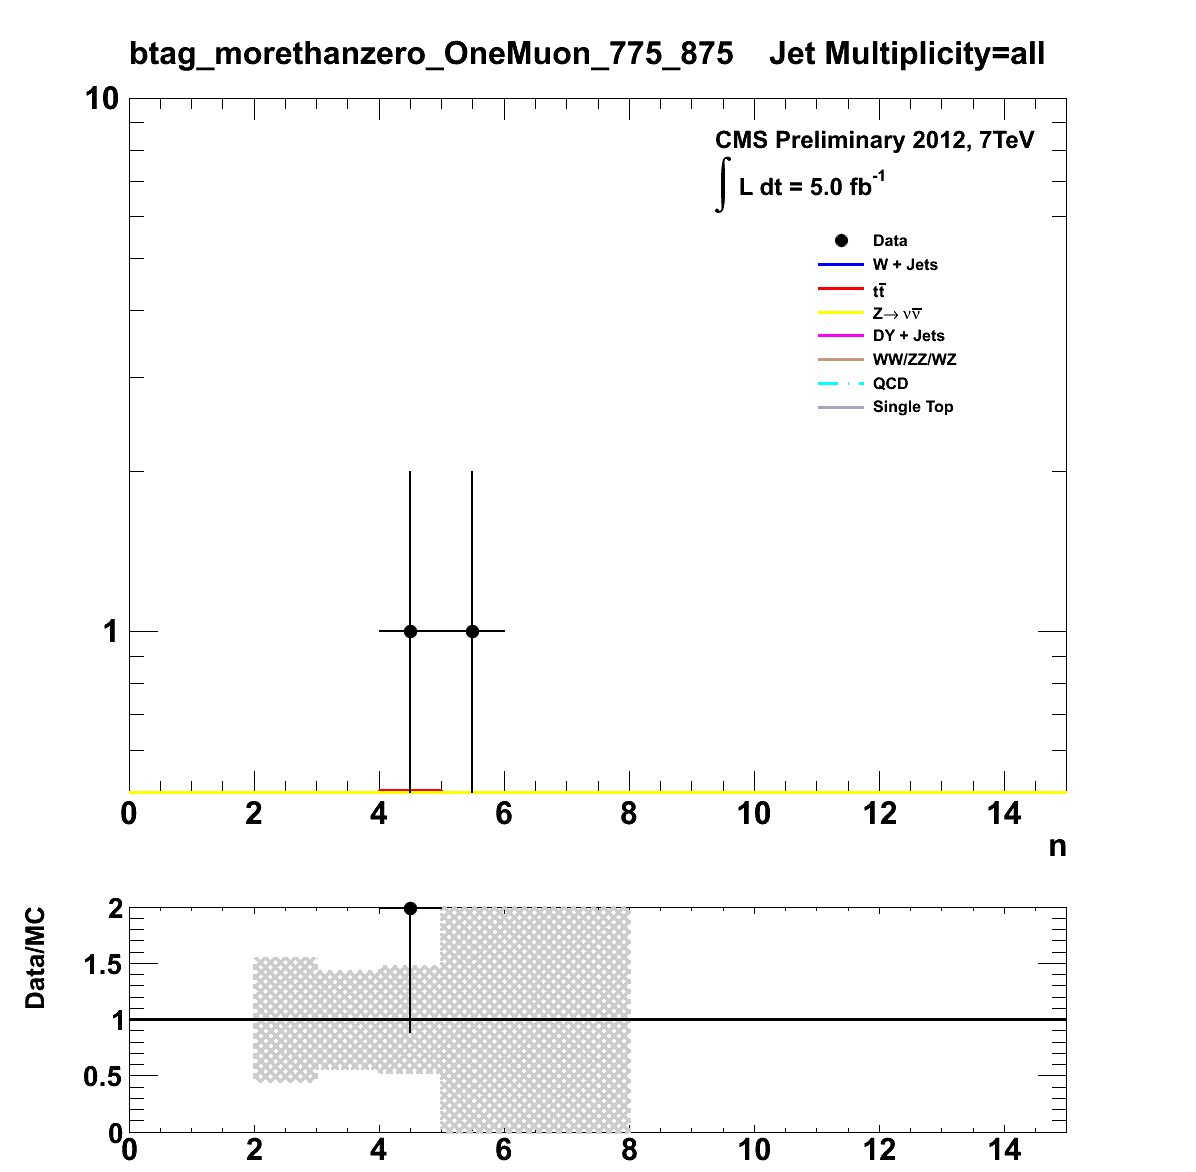 btag_morethanzero_OneMuon_775_875 Jet Multiplicity=all
10
CMS Preliminary 2012, 7TeV
∫ L dt = 5.0 fb⁻¹
Data
W + Jets
tt̅
Z→ νν̅
DY + Jets
WW/ZZ/WZ
QCD
Single Top
1
0 2 4 6 8 10 12 14
n
Data/MC
2
1.5
1
0.5
0
0 2 4 6 8 10 12 14